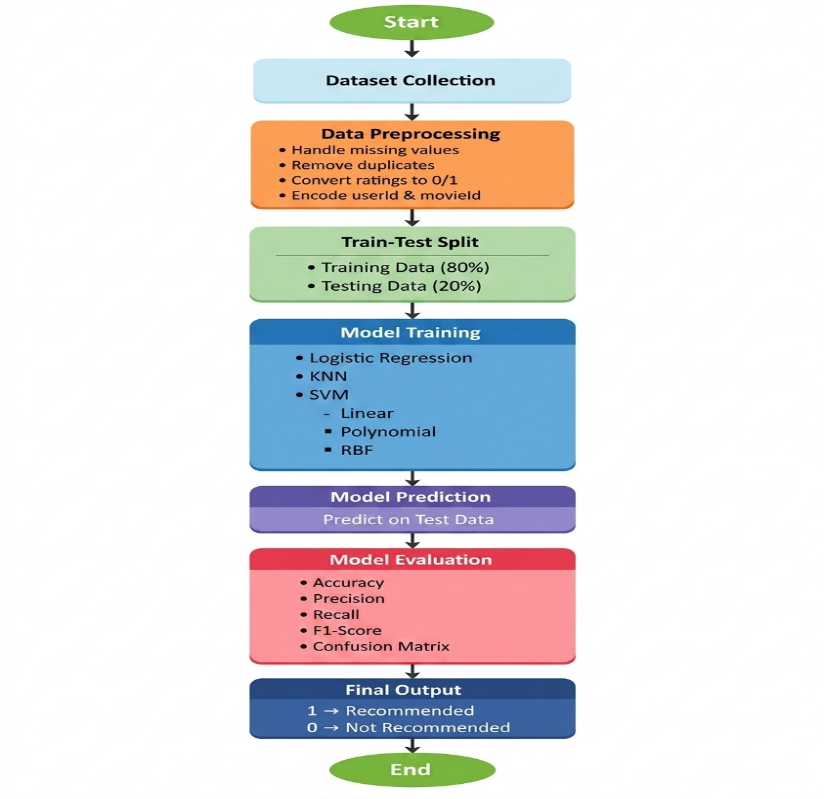 Start
Dataset Collection
Data Preprocessing
• Handle missing values
• Remove duplicates
• Convert ratings to 0/1
• Encode userId & movieId
Train-Test Split
• Training Data (80%)
• Testing Data (20%)
Model Training
• Logistic Regression
• KNN
• SVM
- Linear
▪ Polynomial
▪ RBF
Model Prediction
Predict on Test Data
Model Evaluation
• Accuracy
• Precision
• Recall
• F1-Score
• Confusion Matrix
Final Output
1 → Recommended
0 → Not Recommended
End